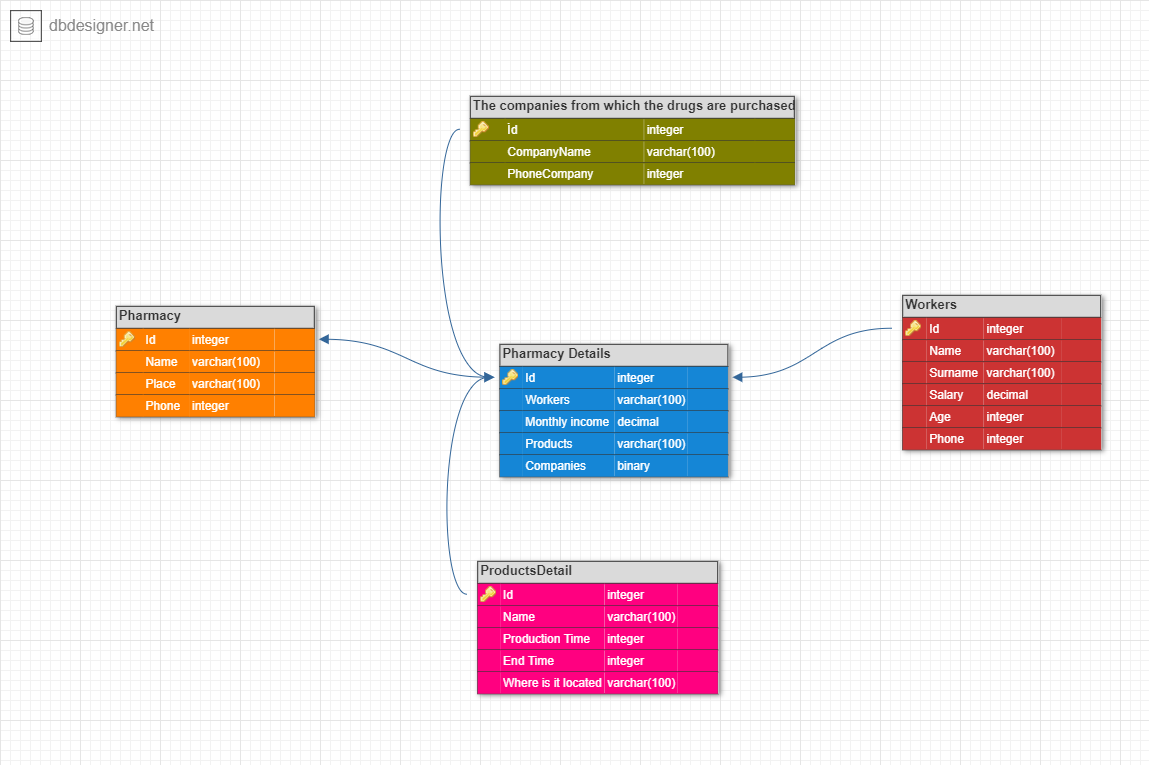 dbdesigner.net
The companies from which the drugs are purchased
İd integer
CompanyName varchar(100)
PhoneCompany integer
Pharmacy
Id integer
Name varchar(100)
Place varchar(100)
Phone integer
Pharmacy Details
Id integer
Workers varchar(100)
Monthly income decimal
Products varchar(100)
Companies binary
Workers
Id integer
Name varchar(100)
Surname varchar(100)
Salary decimal
Age integer
Phone integer
ProductsDetail
Id integer
Name varchar(100)
Production Time integer
End Time integer
Where is it located varchar(100)